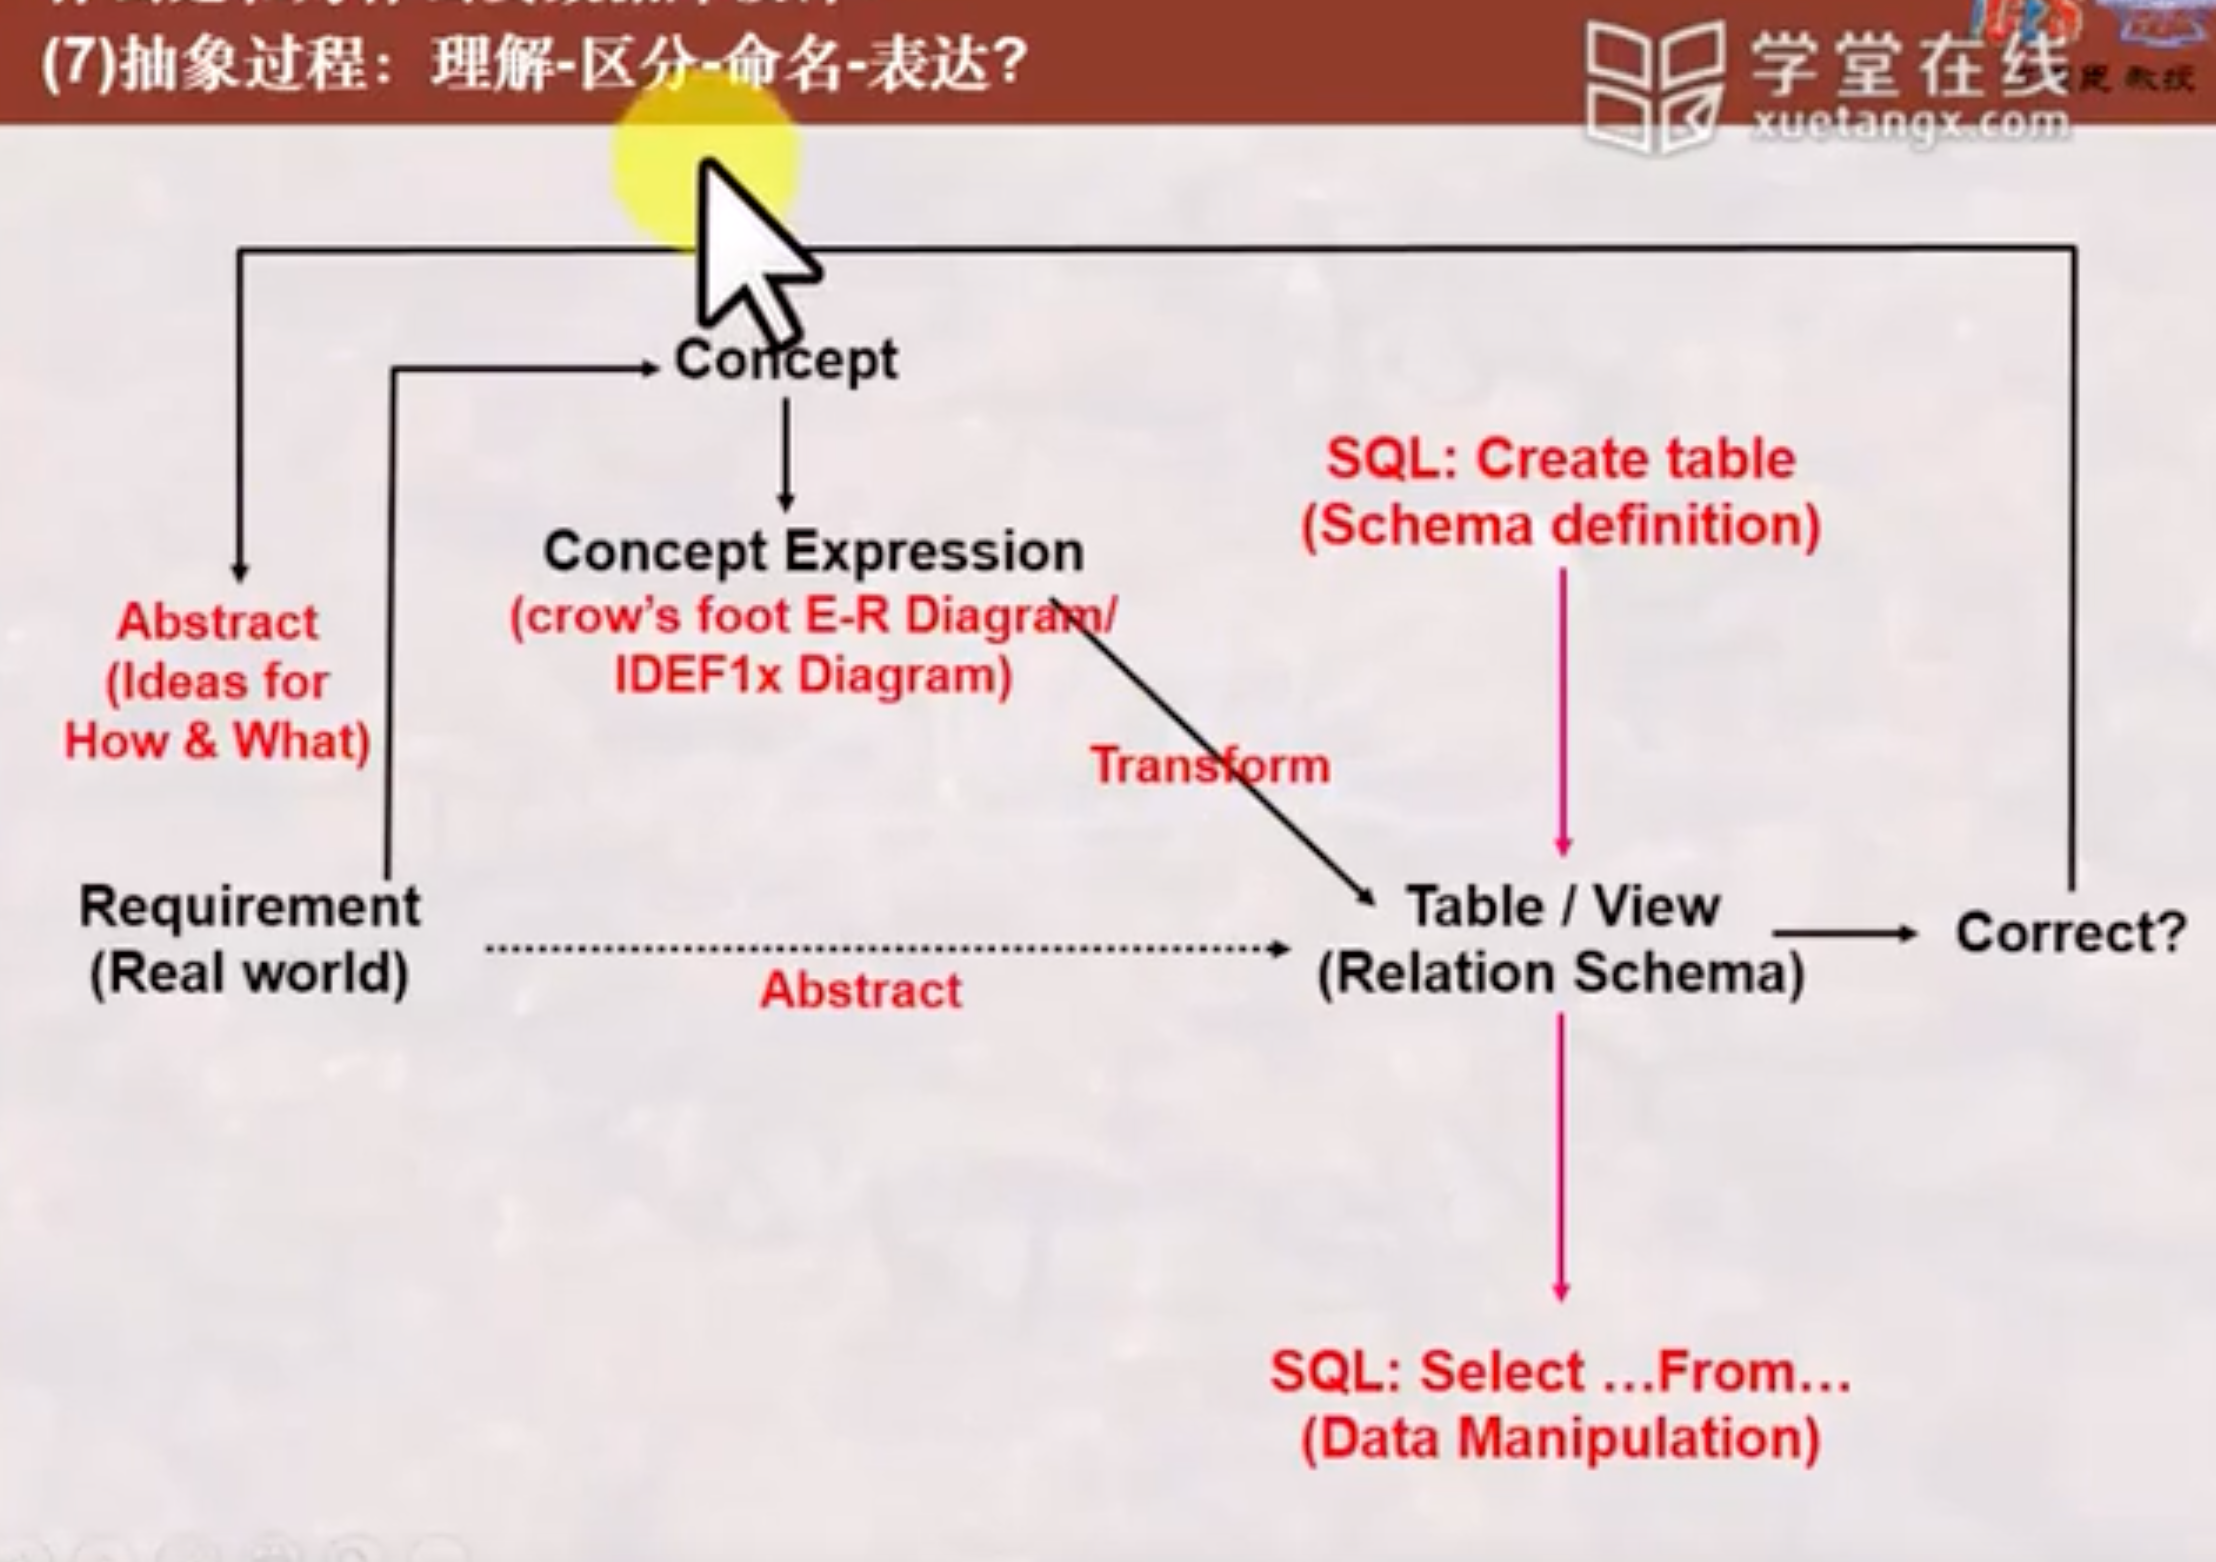 (7)抽象过程：理解-区分-命名-表达?
学堂在线
教授
xuetangx.com
Concept
SQL: Create table
(Schema definition)
Concept Expression
(crow's foot E-R Diagram/
IDEF1x Diagram)
Abstract
(Ideas for
How & What)
Transform
Requirement
(Real world)
Abstract
Table / View
(Relation Schema)
Correct?
SQL: Select …From…
(Data Manipulation)